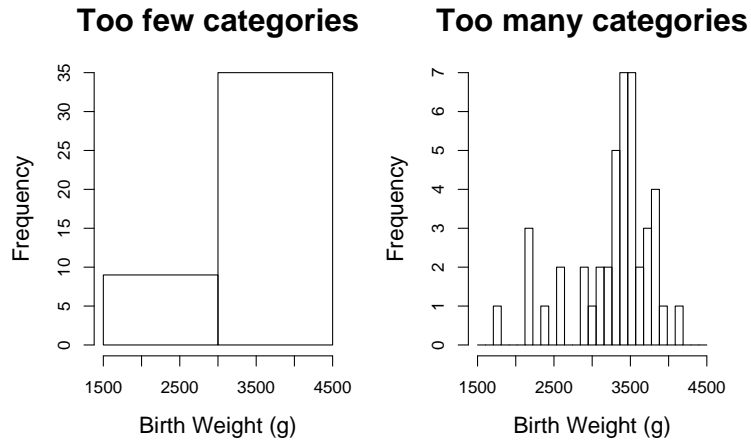 Too few categories
Frequency
35
30
25
20
15
10
5
0
1500 2500 3500 4500
Birth Weight (g)
Too many categories
Frequency
7
6
5
4
3
2
1
0
1500 2500 3500 4500
Birth Weight (g)